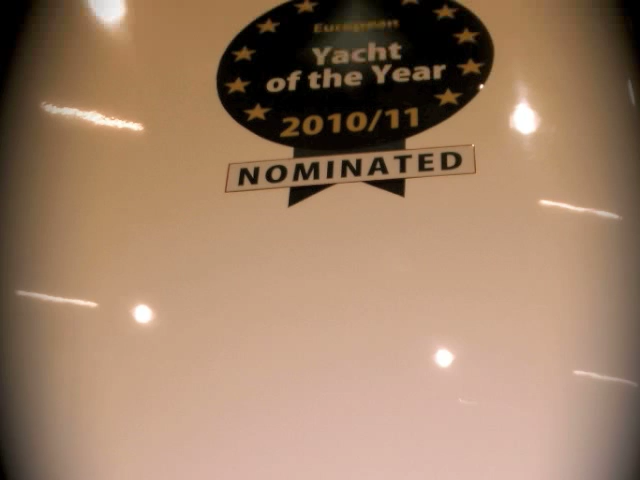 European
Yacht
of the Year
2010/11
NOMINATED